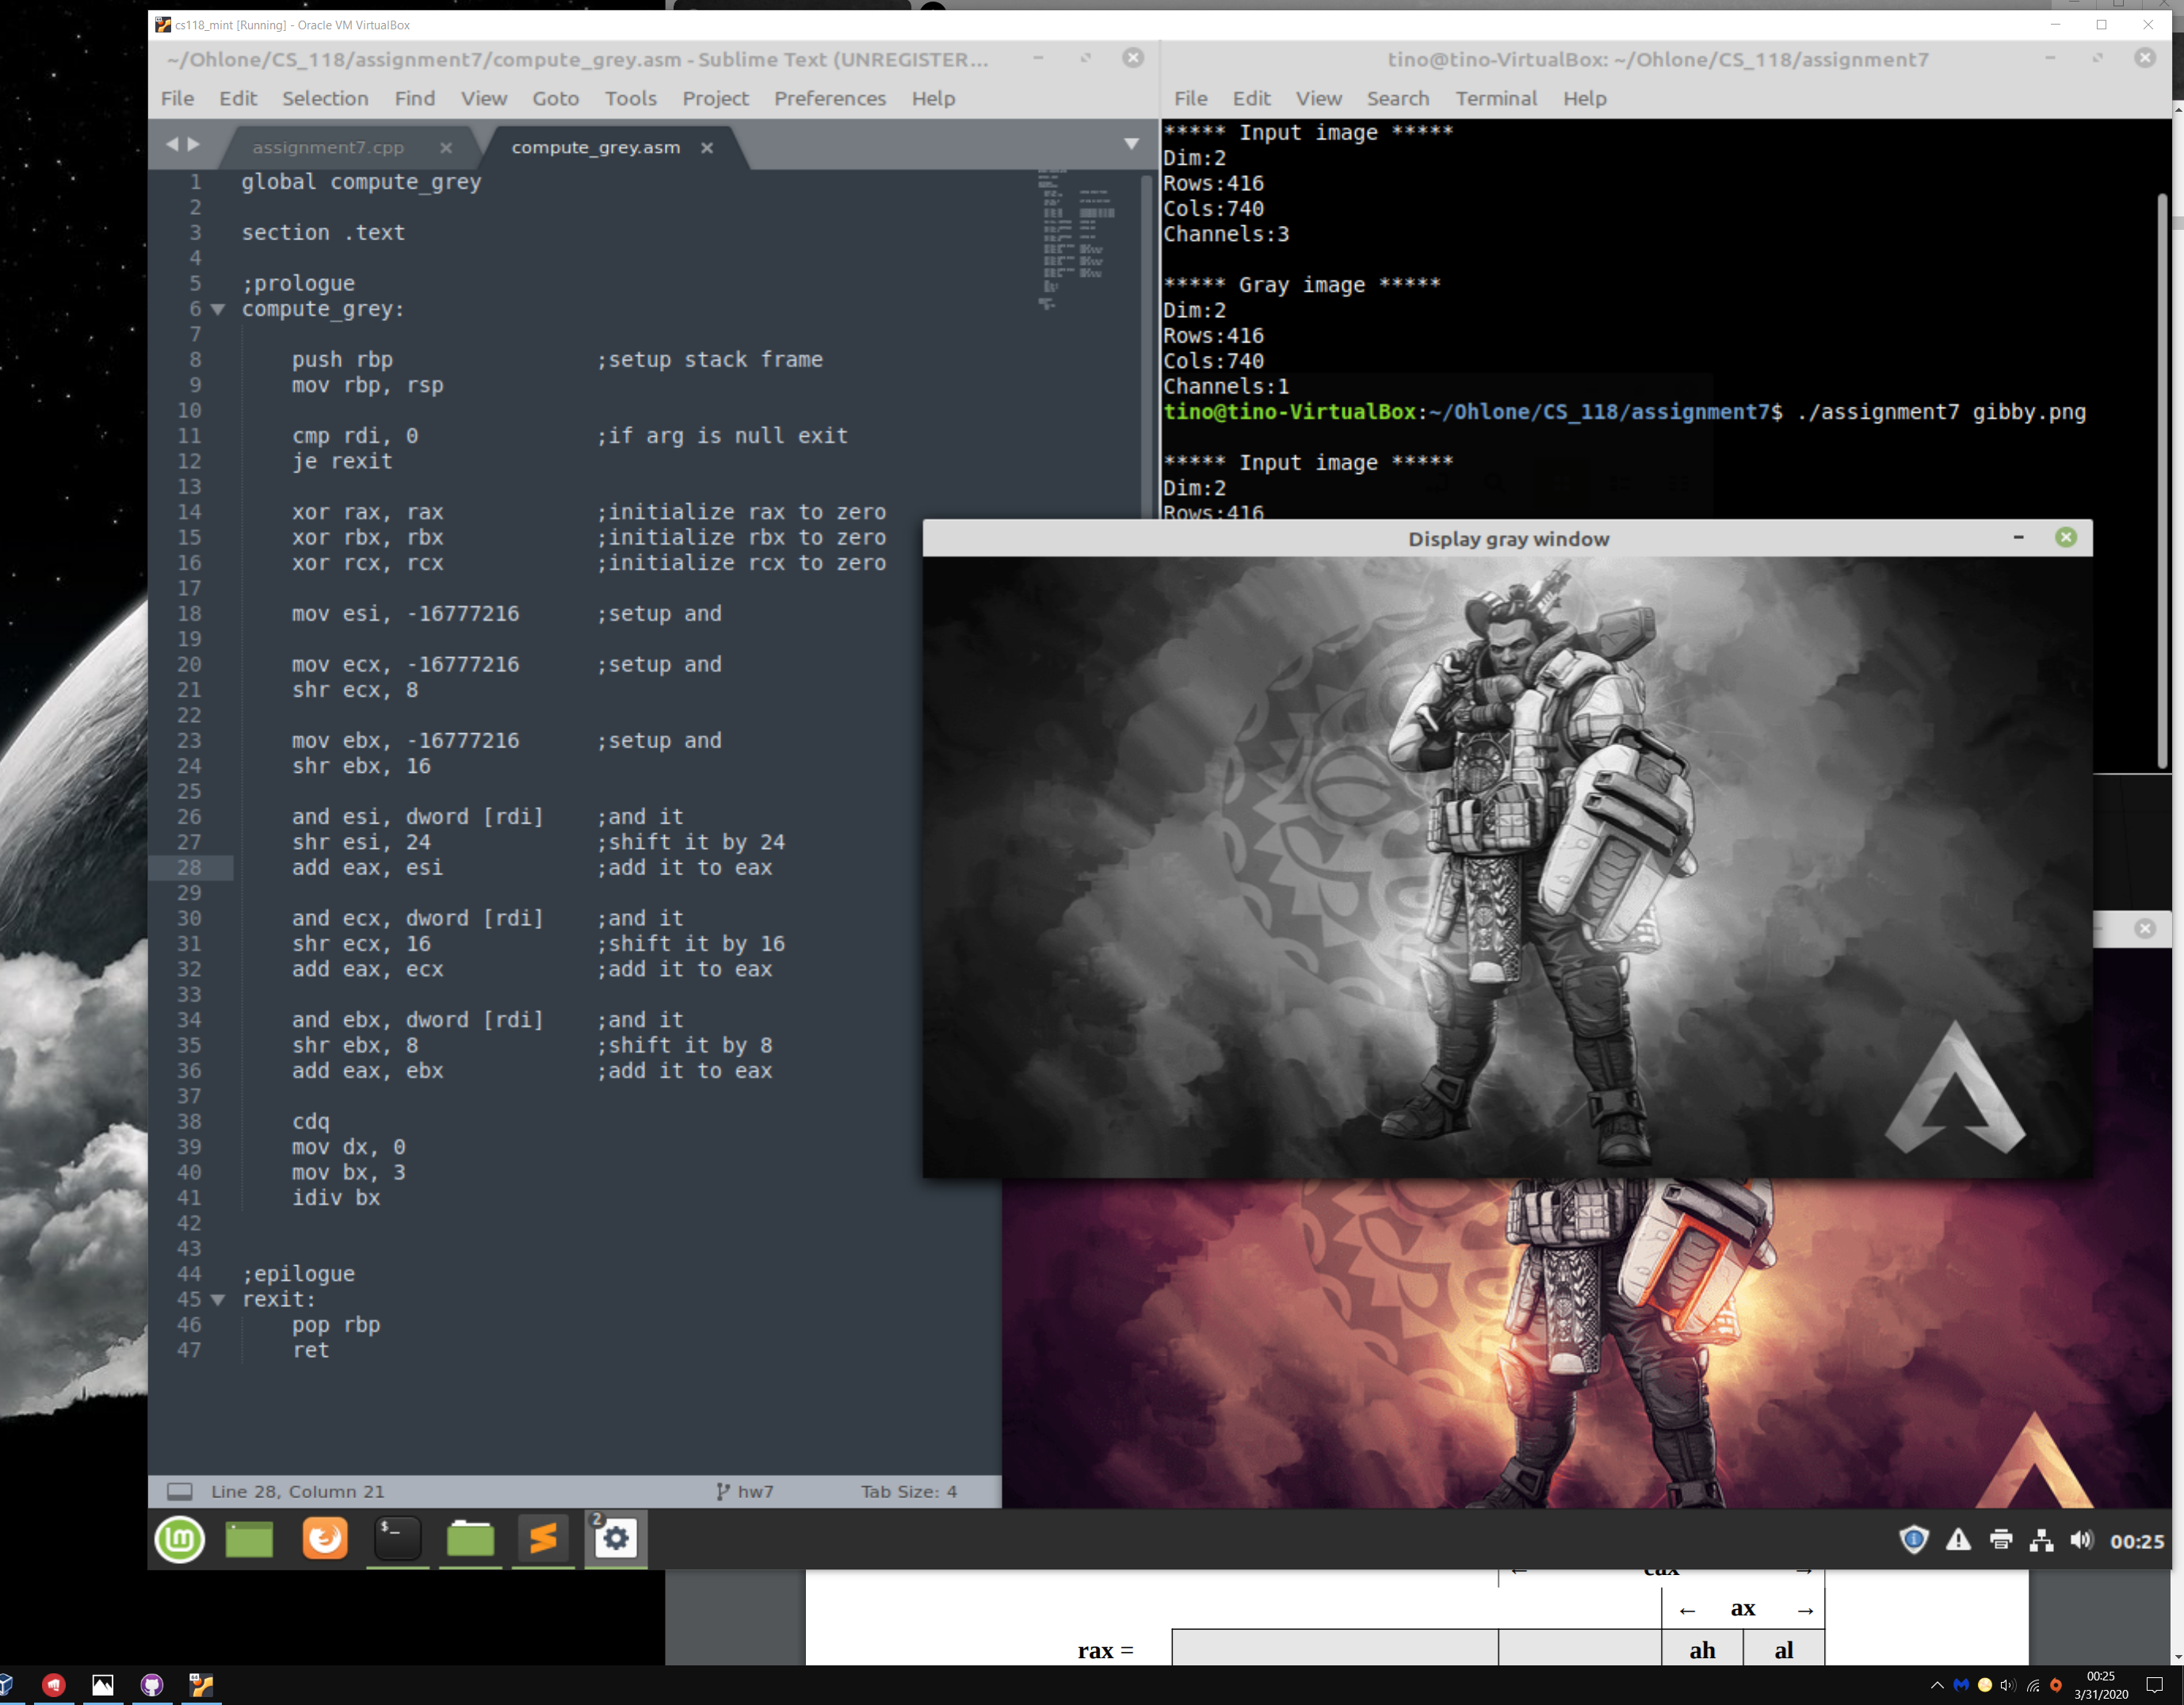 cs118_mint [Running] - Oracle VM VirtualBox
~/Ohlone/CS_118/assignment7/compute_grey.asm - Sublime Text (UNREGISTER...
File Edit Selection Find View Goto Tools Project Preferences Help
assignment7.cpp
compute_grey.asm
1 global compute_grey
2
3 section .text
4
5 ;prologue
6 compute_grey:
7
8 push rbp ;setup stack frame
9 mov rbp, rsp
10
11 cmp rdi, 0 ;if arg is null exit
12 je rexit
13
14 xor rax, rax ;initialize rax to zero
15 xor rbx, rbx ;initialize rbx to zero
16 xor rcx, rcx ;initialize rcx to zero
17
18 mov esi, -16777216 ;setup and
19
20 mov ecx, -16777216 ;setup and
21 shr ecx, 8
22
23 mov ebx, -16777216 ;setup and
24 shr ebx, 16
25
26 and esi, dword [rdi] ;and it
27 shr esi, 24 ;shift it by 24
28 add eax, esi ;add it to eax
29
30 and ecx, dword [rdi] ;and it
31 shr ecx, 16 ;shift it by 16
32 add eax, ecx ;add it to eax
33
34 and ebx, dword [rdi] ;and it
35 shr ebx, 8 ;shift it by 8
36 add eax, ebx ;add it to eax
37
38 cdq
39 mov dx, 0
40 mov bx, 3
41 idiv bx
42
43
44 ;epilogue
45 rexit:
46 pop rbp
47 ret
Line 28, Column 21
hw7
Tab Size: 4
tino@tino-VirtualBox: ~/Ohlone/CS_118/assignment7
File Edit View Search Terminal Help
***** Input image *****
Dim:2
Rows:416
Cols:740
Channels:3
***** Gray image *****
Dim:2
Rows:416
Cols:740
Channels:1
tino@tino-VirtualBox:~/Ohlone/CS_118/assignment7$ ./assignment7 gibby.png
***** Input image *****
Dim:2
Rows:416
Display gray window
$_
2
00:25
eax
← ax →
rax =
ah al
00:25
3/31/2020